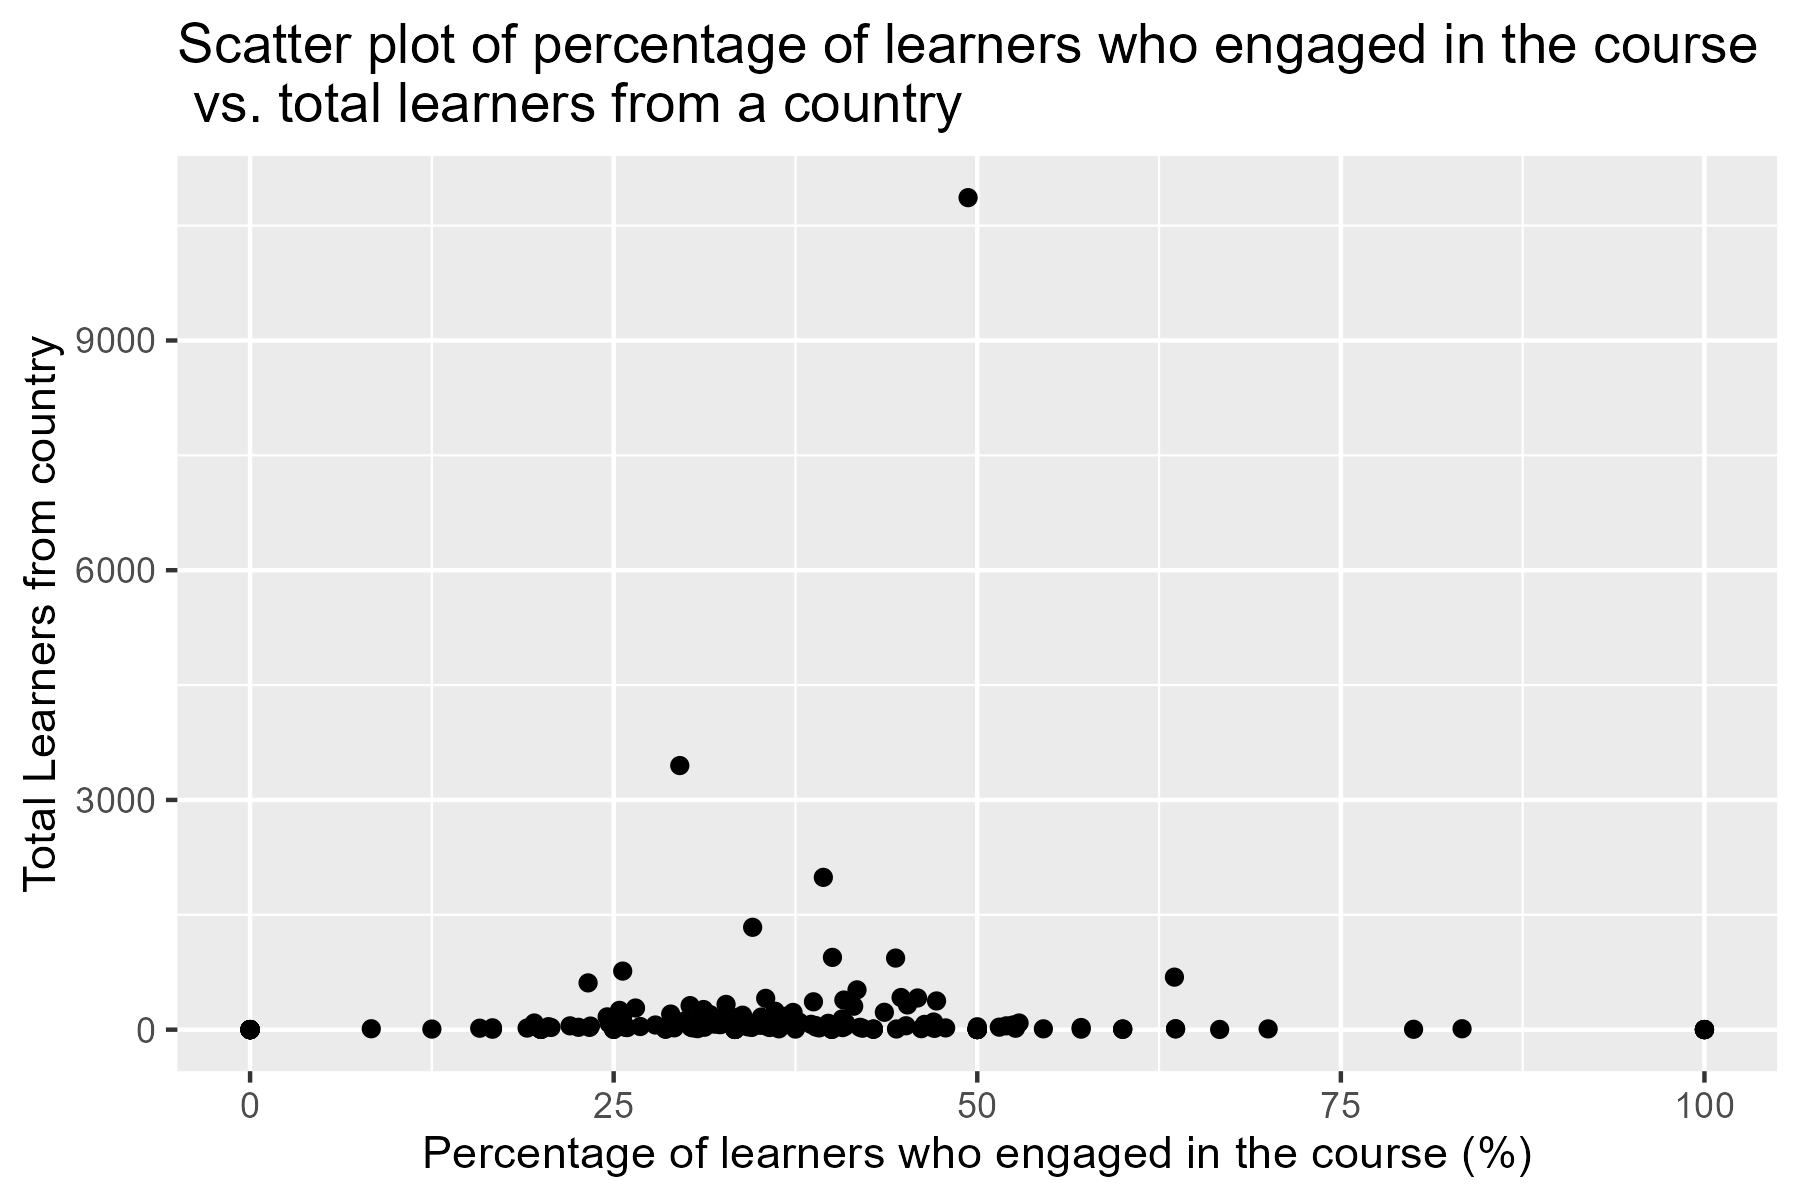 Scatter plot of percentage of learners who engaged in the course
vs. total learners from a country
Total Learners from country
9000
6000
3000
0
0 25 50 75 100
Percentage of learners who engaged in the course (%)